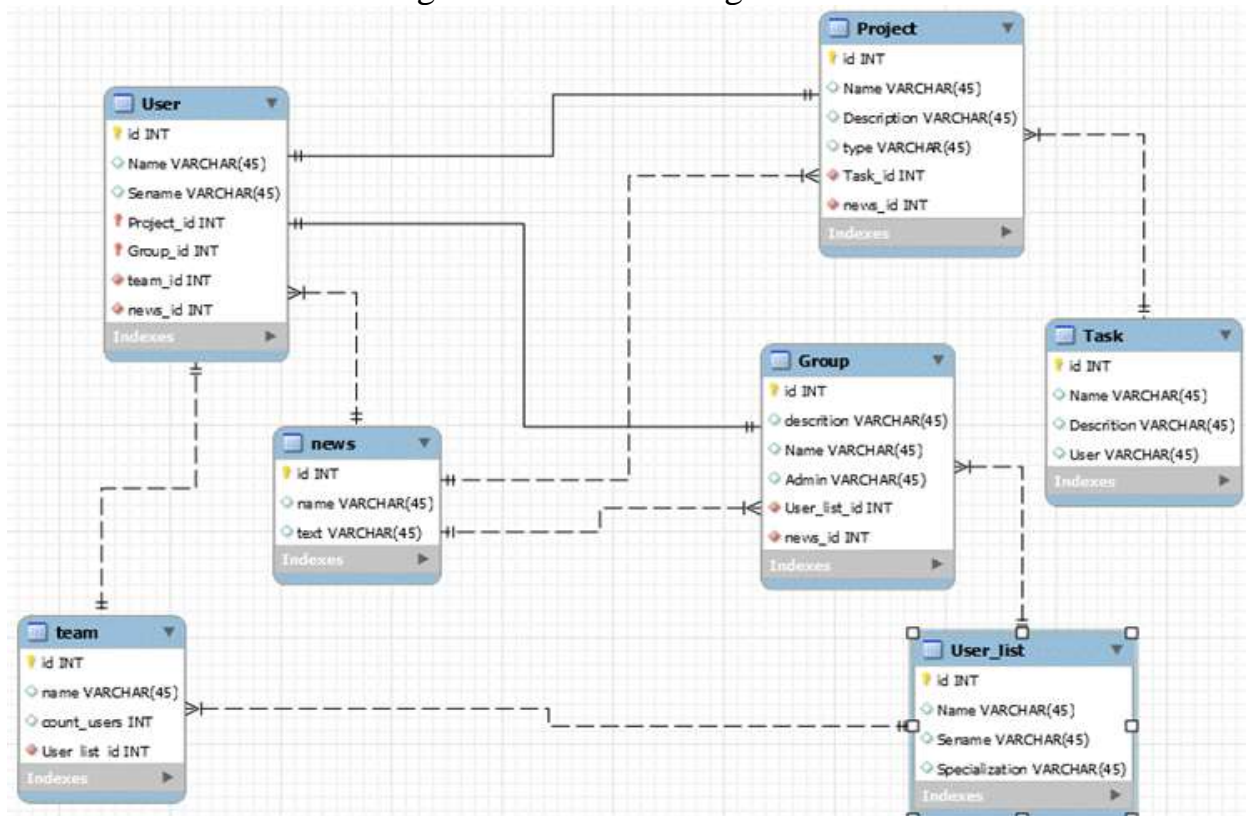 User
id INT
Name VARCHAR(45)
Sename VARCHAR(45)
Project_id INT
Group_id INT
team_id INT
news_id INT
Indexes
Project
id INT
Name VARCHAR(45)
Description VARCHAR(45)
type VARCHAR(45)
Task_id INT
news_id INT
Indexes
Task
id INT
Name VARCHAR(45)
Descrition VARCHAR(45)
User VARCHAR(45)
Indexes
Group
id INT
descrition VARCHAR(45)
Name VARCHAR(45)
Admin VARCHAR(45)
User_list_id INT
news_id INT
Indexes
news
id INT
name VARCHAR(45)
text VARCHAR(45)
Indexes
team
id INT
name VARCHAR(45)
count_users INT
User_list_id INT
Indexes
User_list
id INT
Name VARCHAR(45)
Sename VARCHAR(45)
Specialization VARCHAR(45)
Indexes